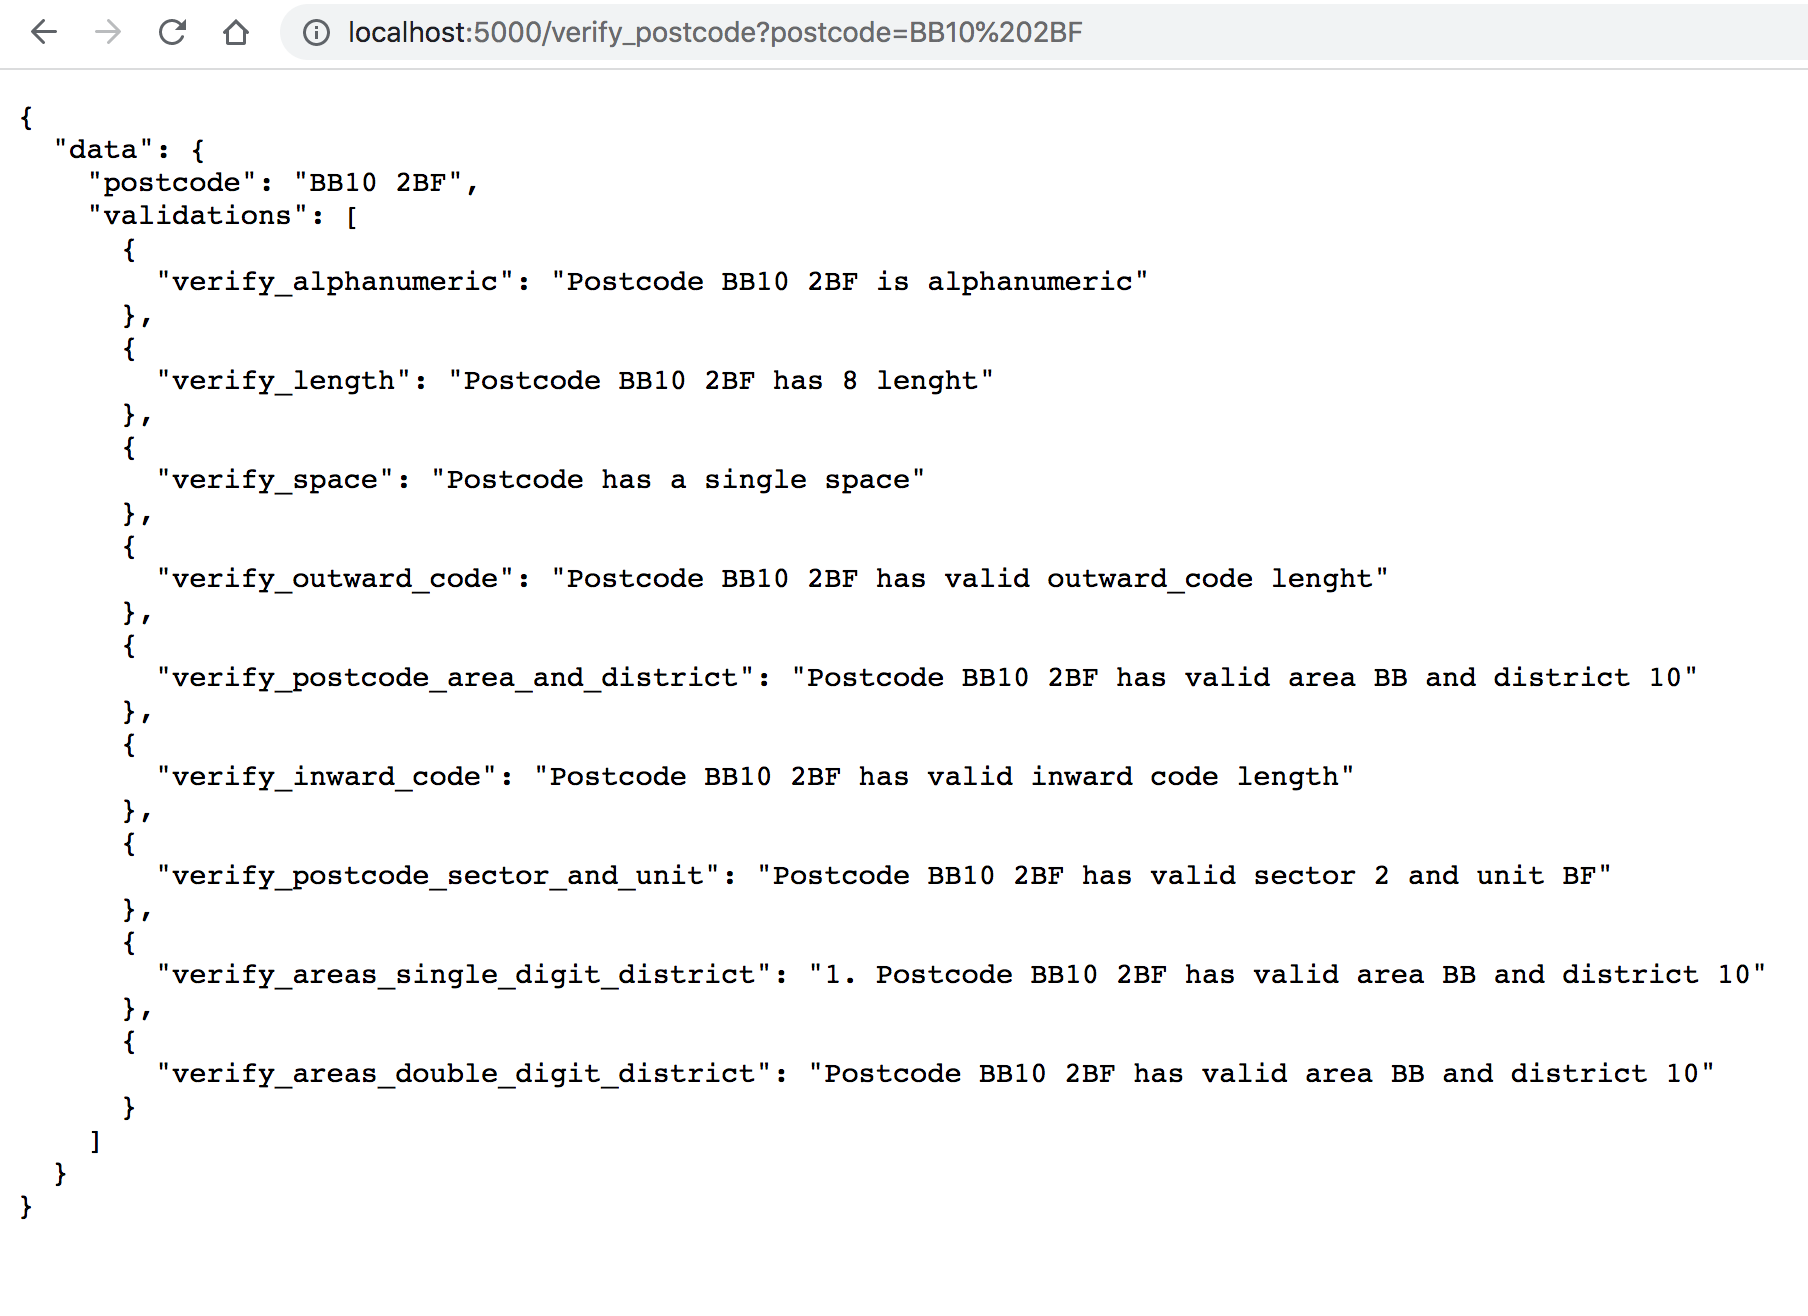 localhost:5000/verify_postcode?postcode=BB10%202BF
{
  "data": {
    "postcode": "BB10 2BF",
    "validations": [
      {
        "verify_alphanumeric": "Postcode BB10 2BF is alphanumeric"
      },
      {
        "verify_length": "Postcode BB10 2BF has 8 lenght"
      },
      {
        "verify_space": "Postcode has a single space"
      },
      {
        "verify_outward_code": "Postcode BB10 2BF has valid outward_code lenght"
      },
      {
        "verify_postcode_area_and_district": "Postcode BB10 2BF has valid area BB and district 10"
      },
      {
        "verify_inward_code": "Postcode BB10 2BF has valid inward code length"
      },
      {
        "verify_postcode_sector_and_unit": "Postcode BB10 2BF has valid sector 2 and unit BF"
      },
      {
        "verify_areas_single_digit_district": "1. Postcode BB10 2BF has valid area BB and district 10"
      },
      {
        "verify_areas_double_digit_district": "Postcode BB10 2BF has valid area BB and district 10"
      }
    ]
  }
}